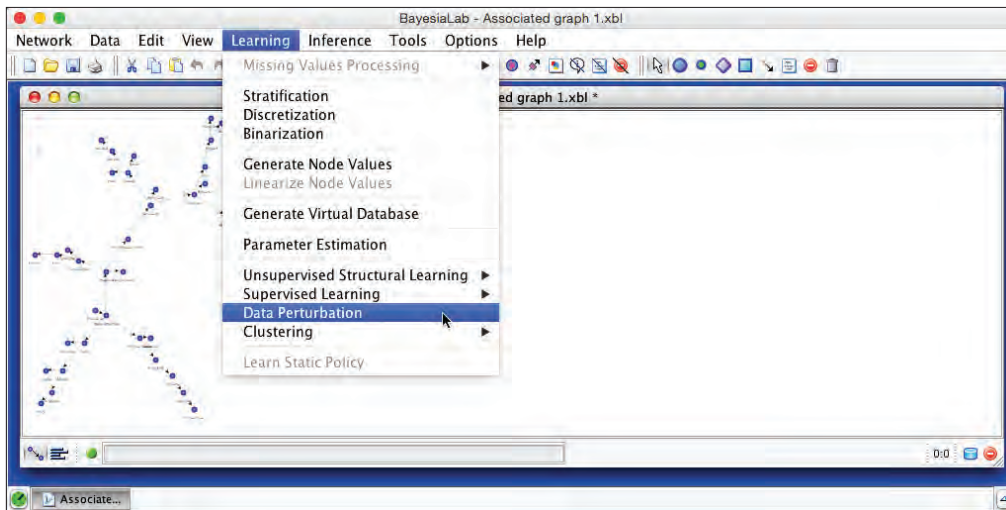 BayesiaLab - Associated graph 1.xbl
Network Data Edit View Learning Inference Tools Options Help
Missing Values Processing
ed graph 1.xbl *
Stratification
Discretization
Binarization
Generate Node Values
Linearize Node Values
Generate Virtual Database
Parameter Estimation
Unsupervised Structural Learning
Supervised Learning
Data Perturbation
Clustering
Learn Static Policy
0:0
Associate...